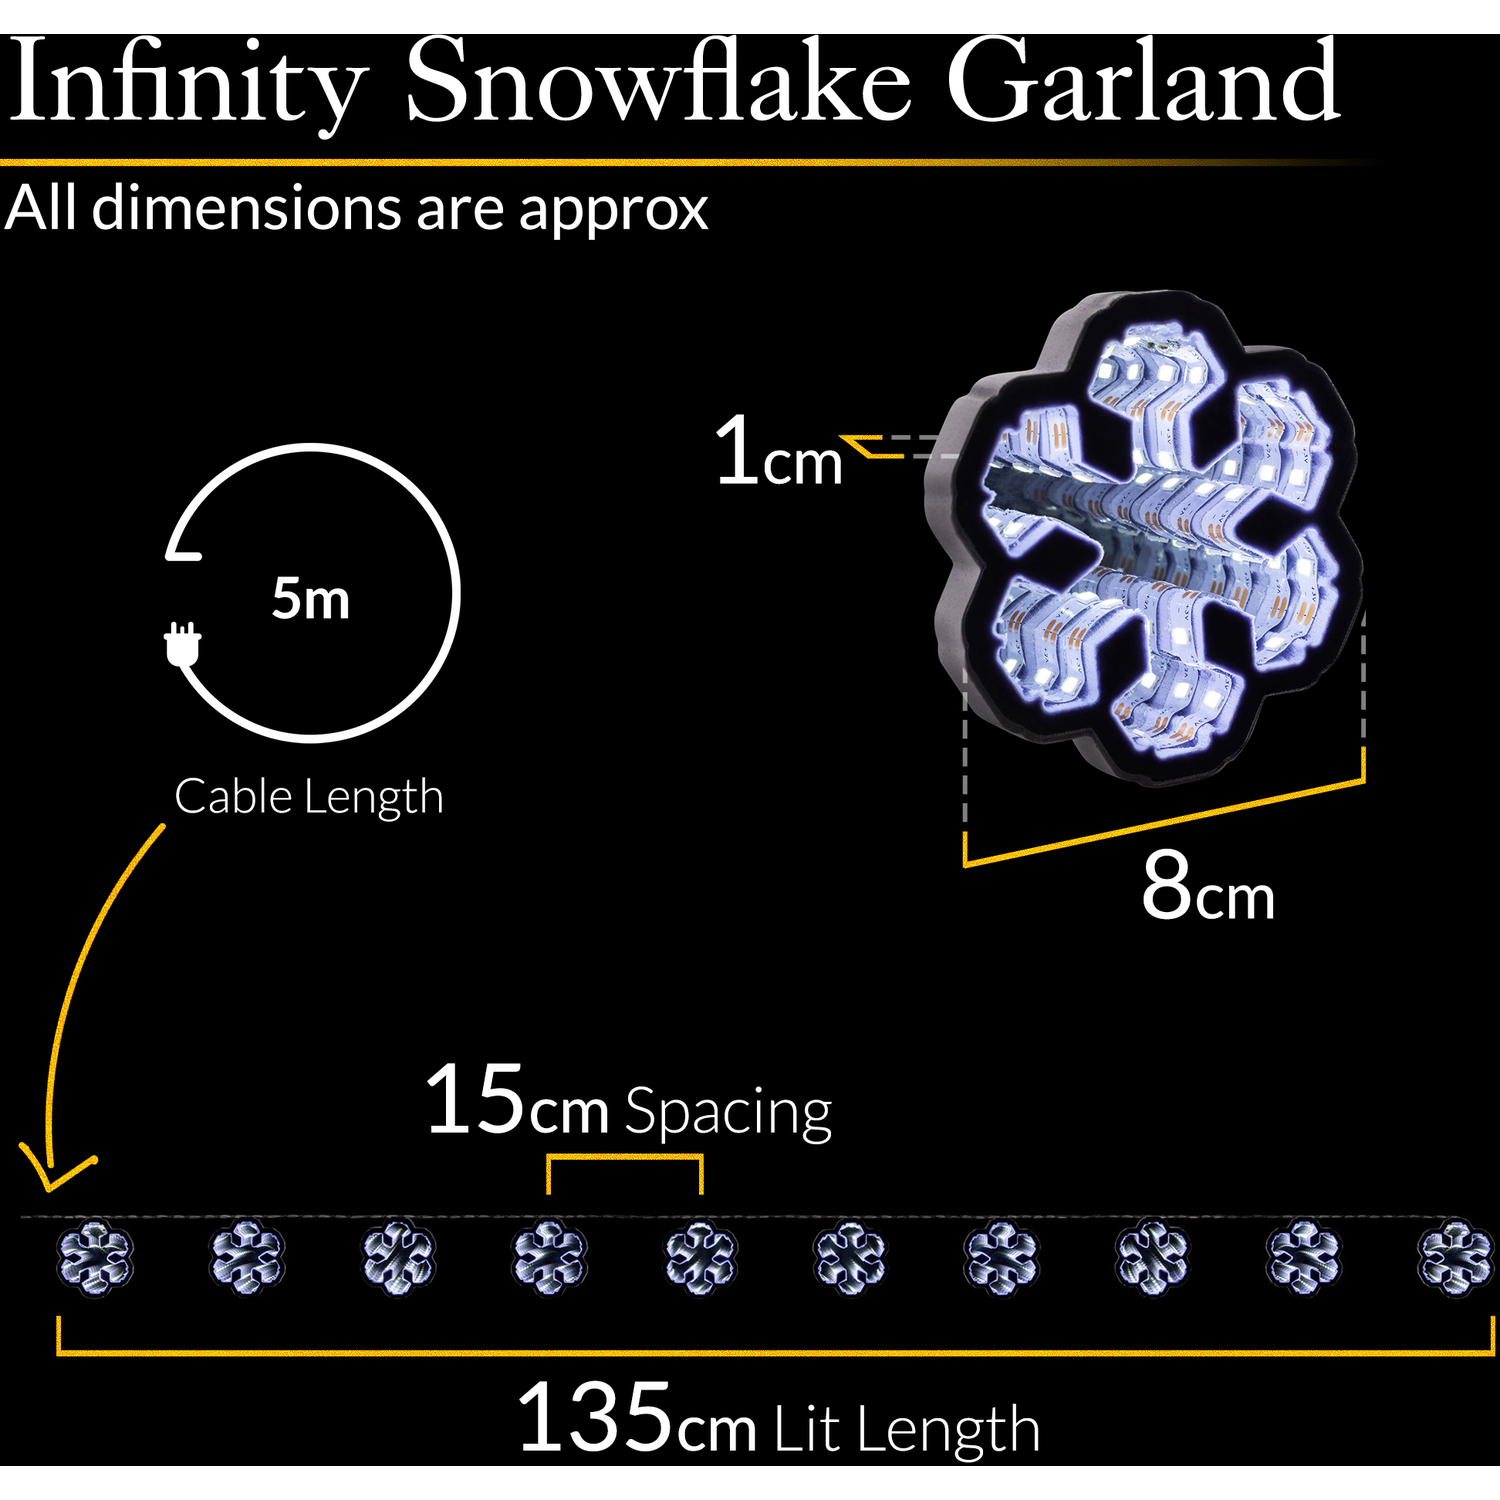 Infinity Snowflake Garland
All dimensions are approx
1cm
5m
Cable Length
8cm
15cm Spacing
135cm Lit Length